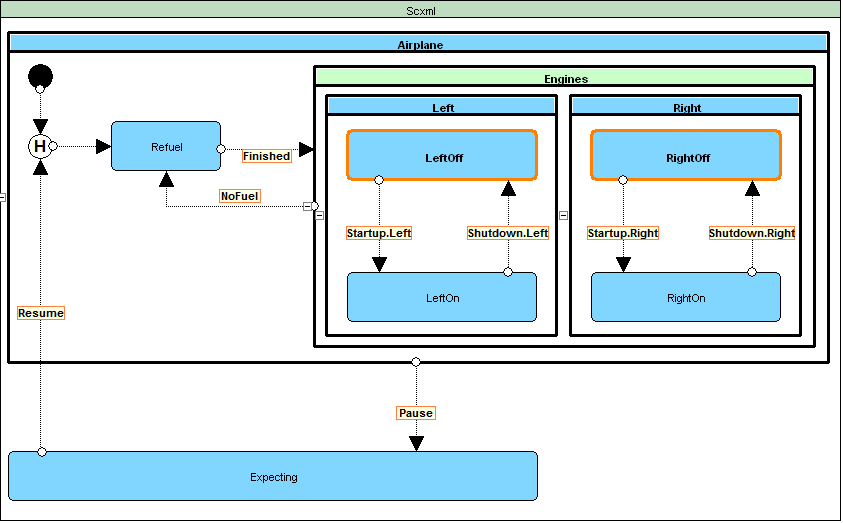 Scxml
Airplane
Engines
Left
Right
H
Refuel
Finished
LeftOff
RightOff
NoFuel
Startup.Left
Shutdown.Left
Startup.Right
Shutdown.Right
LeftOn
RightOn
Resume
Pause
Expecting